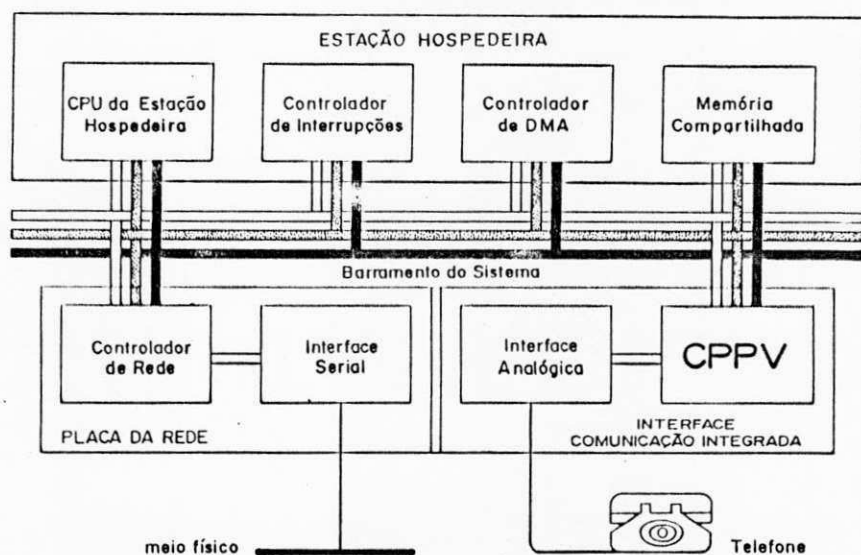 ESTAÇÃO HOSPEDEIRA
CPU da Estação
Hospedeira
Controlador
de Interrupções
Controlador
de DMA
Memória
Compartilhada
Barramento do Sistema
Controlador
de Rede
Interface
Serial
Interface
Analógica
CPPV
PLACA DA REDE
INTERFACE
COMUNICAÇÃO INTEGRADA
meio físico
Telefone